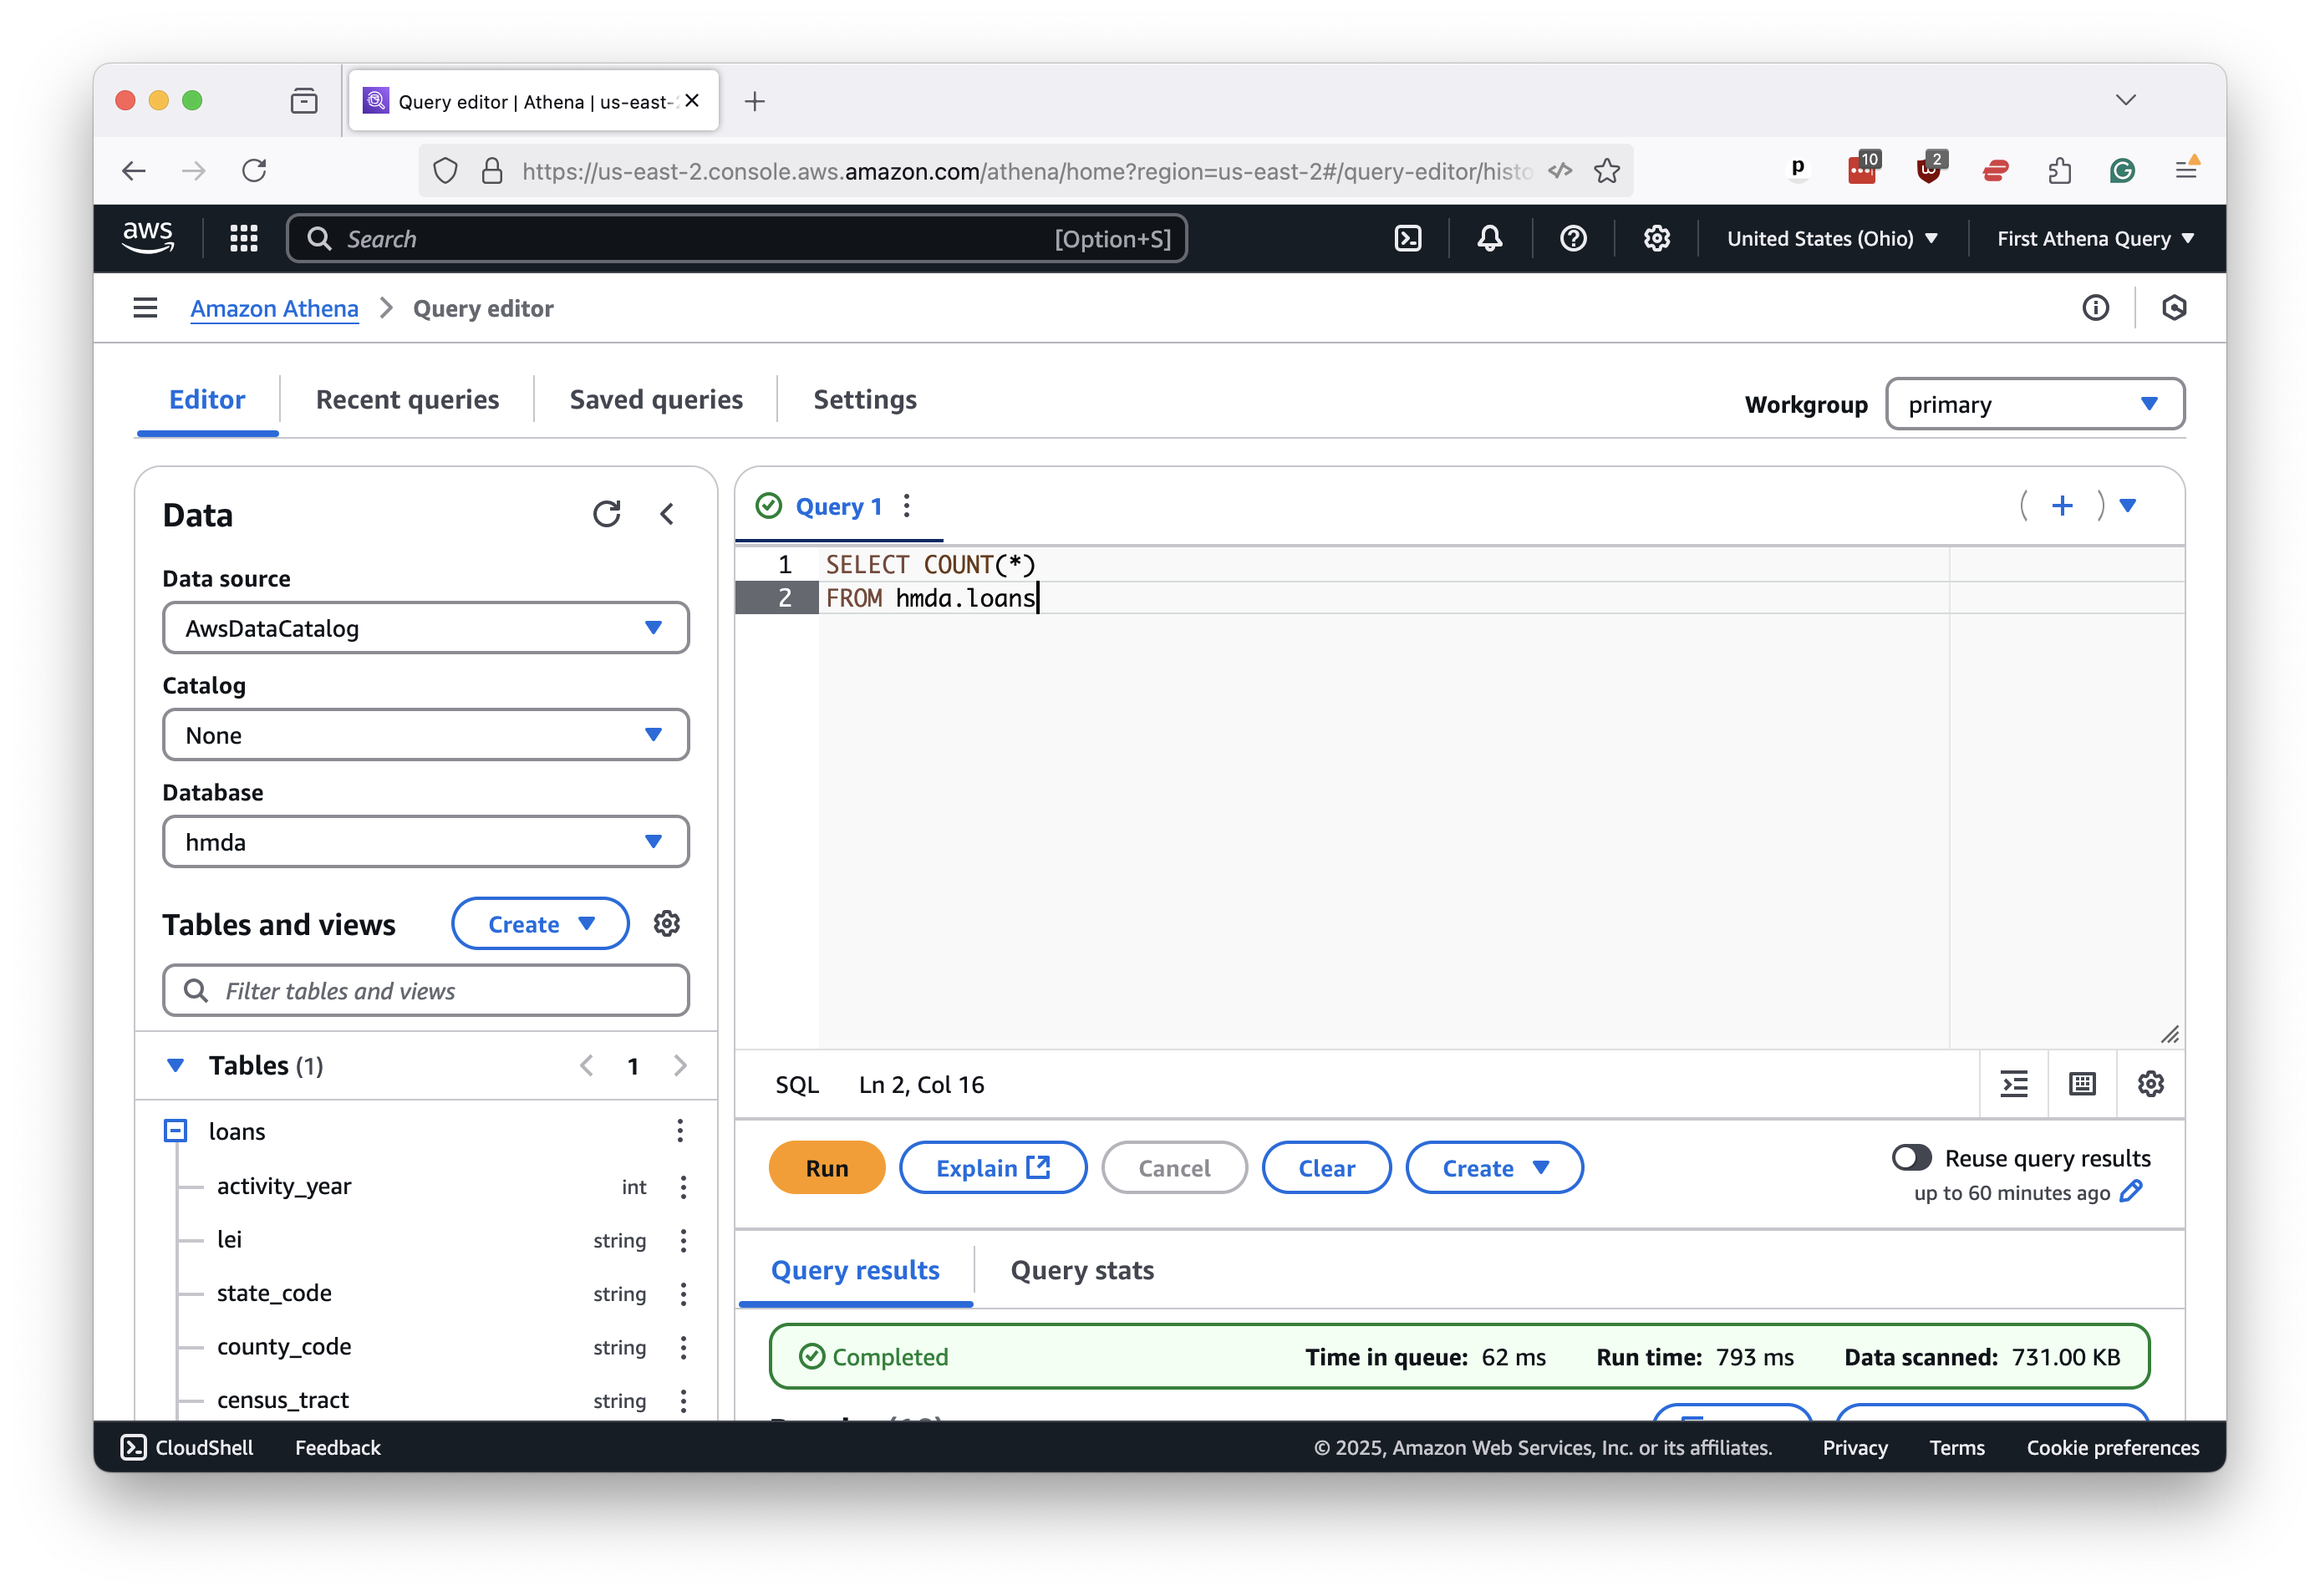 Query editor | Athena | us-east-
https://us-east-2.console.aws.amazon.com/athena/home?region=us-east-2#/query-editor/histo
p
10
2
aws
Search
[Option+S]
United States (Ohio)
First Athena Query
Amazon Athena
Query editor
Editor
Recent queries
Saved queries
Settings
Workgroup
primary
Data
Data source
AwsDataCatalog
Catalog
None
Database
hmda
Tables and views
Create
Filter tables and views
Tables (1)
1
loans
activity_year int
lei string
state_code string
county_code string
census_tract string
Query 1
1 SELECT COUNT(*)
2 FROM hmda.loans
SQL Ln 2, Col 16
Run
Explain
Cancel
Clear
Create
Reuse query results
up to 60 minutes ago
Query results
Query stats
Completed
Time in queue: 62 ms
Run time: 793 ms
Data scanned: 731.00 KB
CloudShell
Feedback
© 2025, Amazon Web Services, Inc. or its affiliates.
Privacy
Terms
Cookie preferences